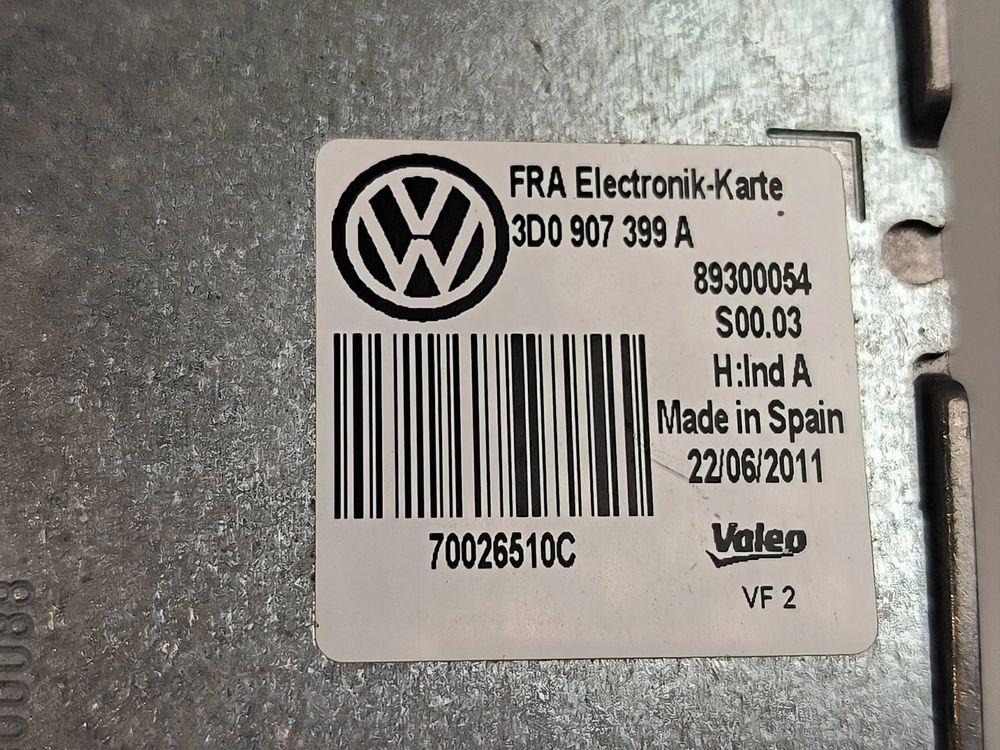 FRA Electronik-Karte
3D0 907 399 A
89300054
S00.03
H:Ind A
Made in Spain
22/06/2011
70026510C
Valeo
VF 2